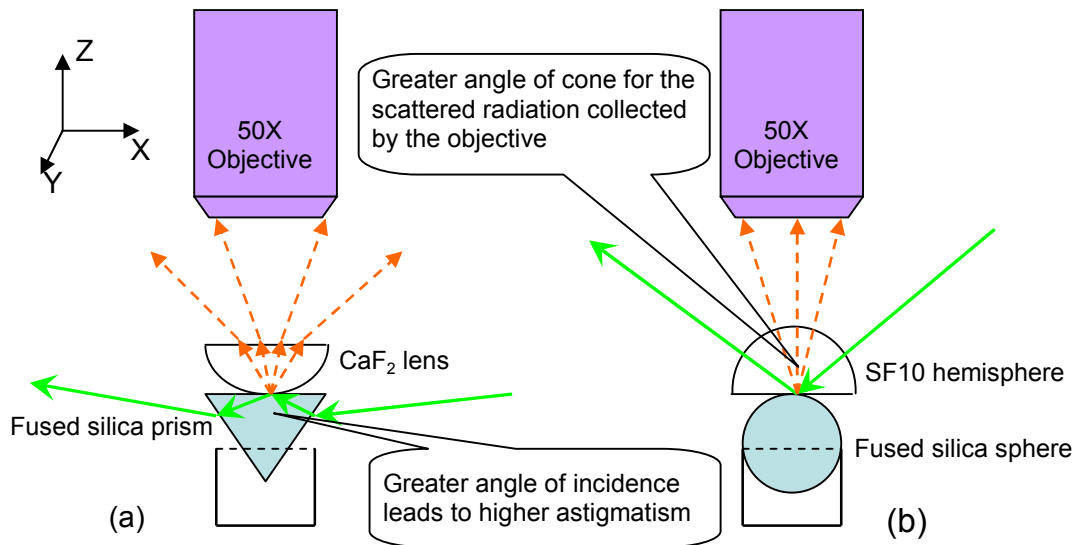 Z
X
Y
50X
Objective
Greater angle of cone for the
scattered radiation collected
by the objective
50X
Objective
CaF₂ lens
Fused silica prism
Greater angle of incidence
leads to higher astigmatism
(a)
SF10 hemisphere
Fused silica sphere
(b)